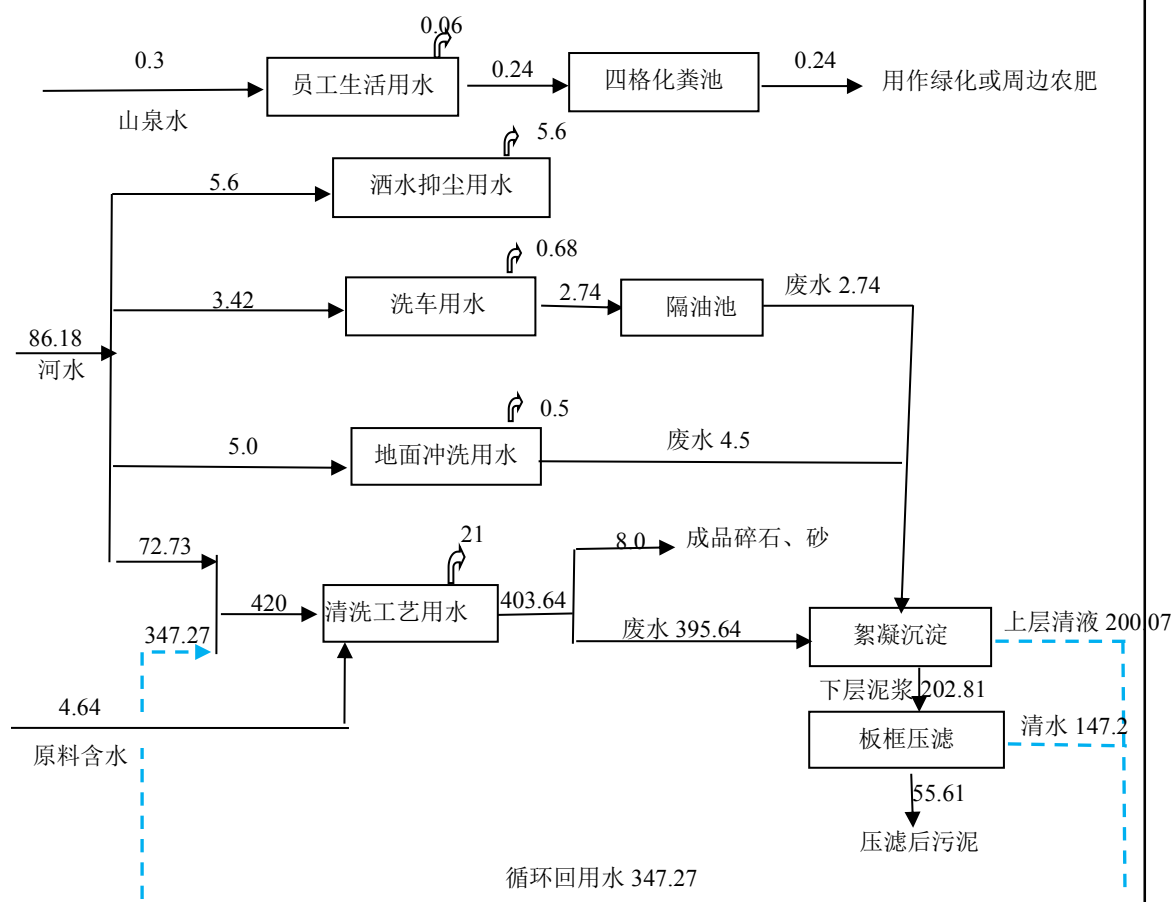 0.06
0.3
员工生活用水
0.24
四格化粪池
0.24
用作绿化或周边农肥
山泉水
5.6
5.6
洒水抑尘用水
0.68
3.42
洗车用水
2.74
隔油池
废水 2.74
86.18
河水
0.5
5.0
地面冲洗用水
废水 4.5
72.73
21
8.0
成品碎石、砂
420
清洗工艺用水
403.64
347.27
废水 395.64
絮凝沉淀
上层清液 200.07
下层泥浆 202.81
4.64
原料含水
板框压滤
清水 147.2
55.61
压滤后污泥
循环回用水 347.27